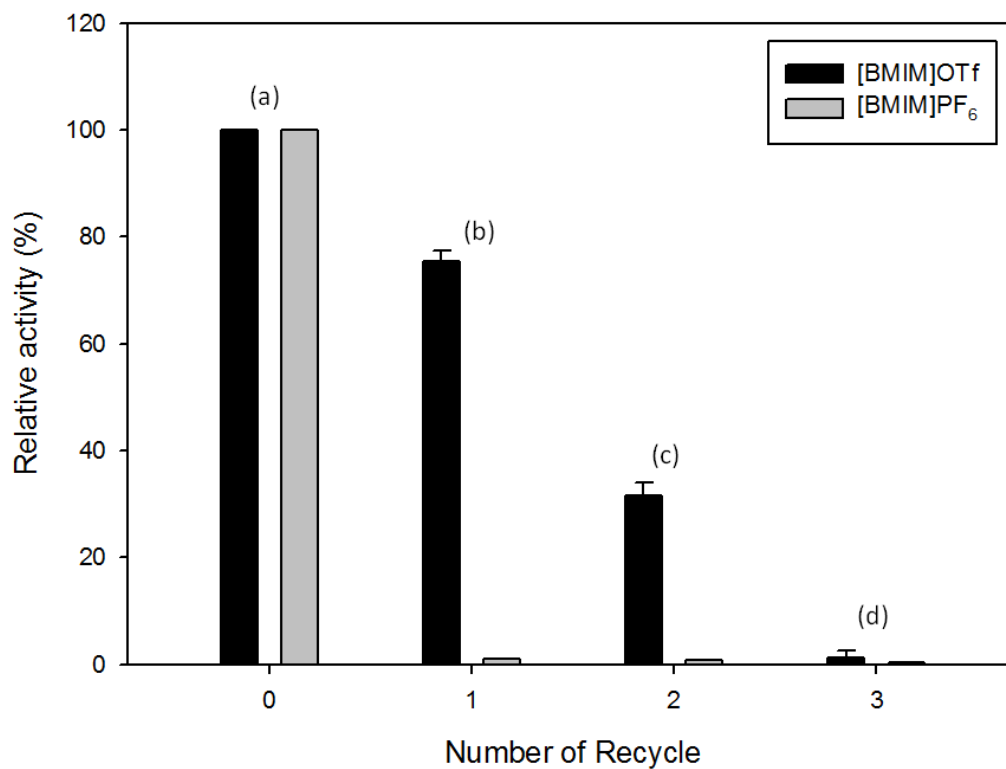 120
100
80
60
40
20
0
Relative activity (%)
[BMIM]OTf
[BMIM]PF₆
(a)
(b)
(c)
(d)
0 1 2 3
Number of Recycle